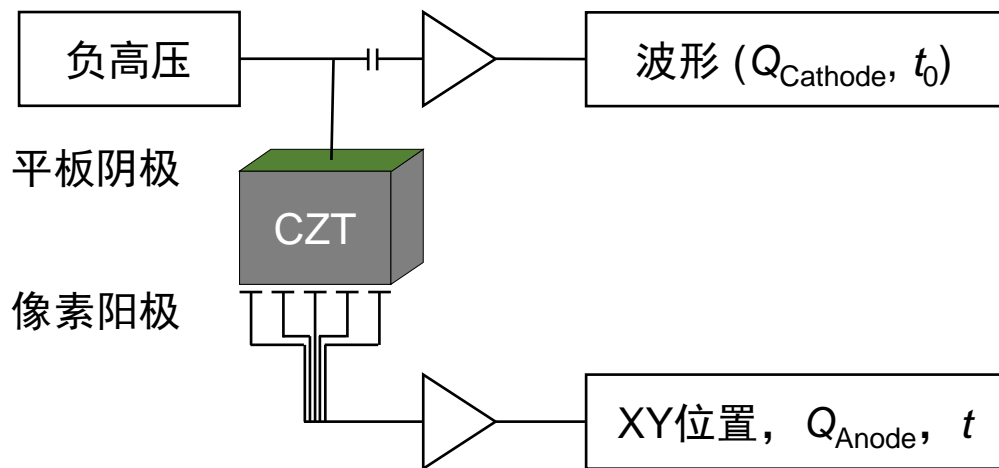 负高压
波形 (QCathode, t0)
平板阴极
CZT
像素阳极
XY位置，QAnode，t